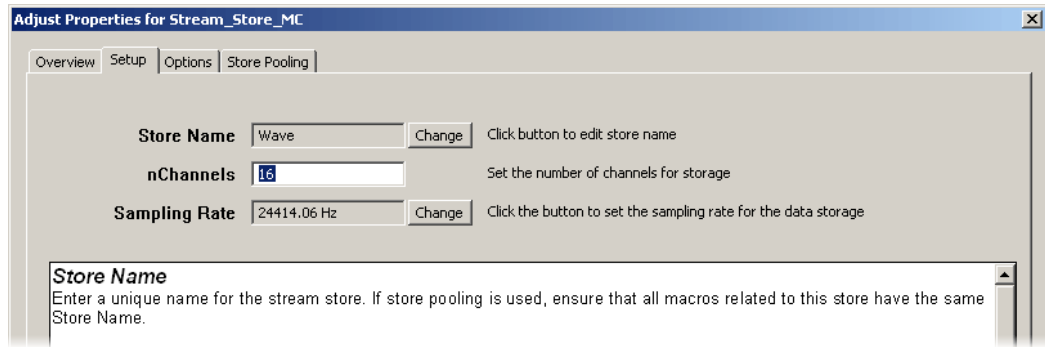 Adjust Properties for Stream_Store_MC
Overview Setup Options Store Pooling
Store Name Wave Change Click button to edit store name
nChannels 16 Set the number of channels for storage
Sampling Rate 24414.06 Hz Change Click the button to set the sampling rate for the data storage
Store Name
Enter a unique name for the stream store. If store pooling is used, ensure that all macros related to this store have the same
Store Name.